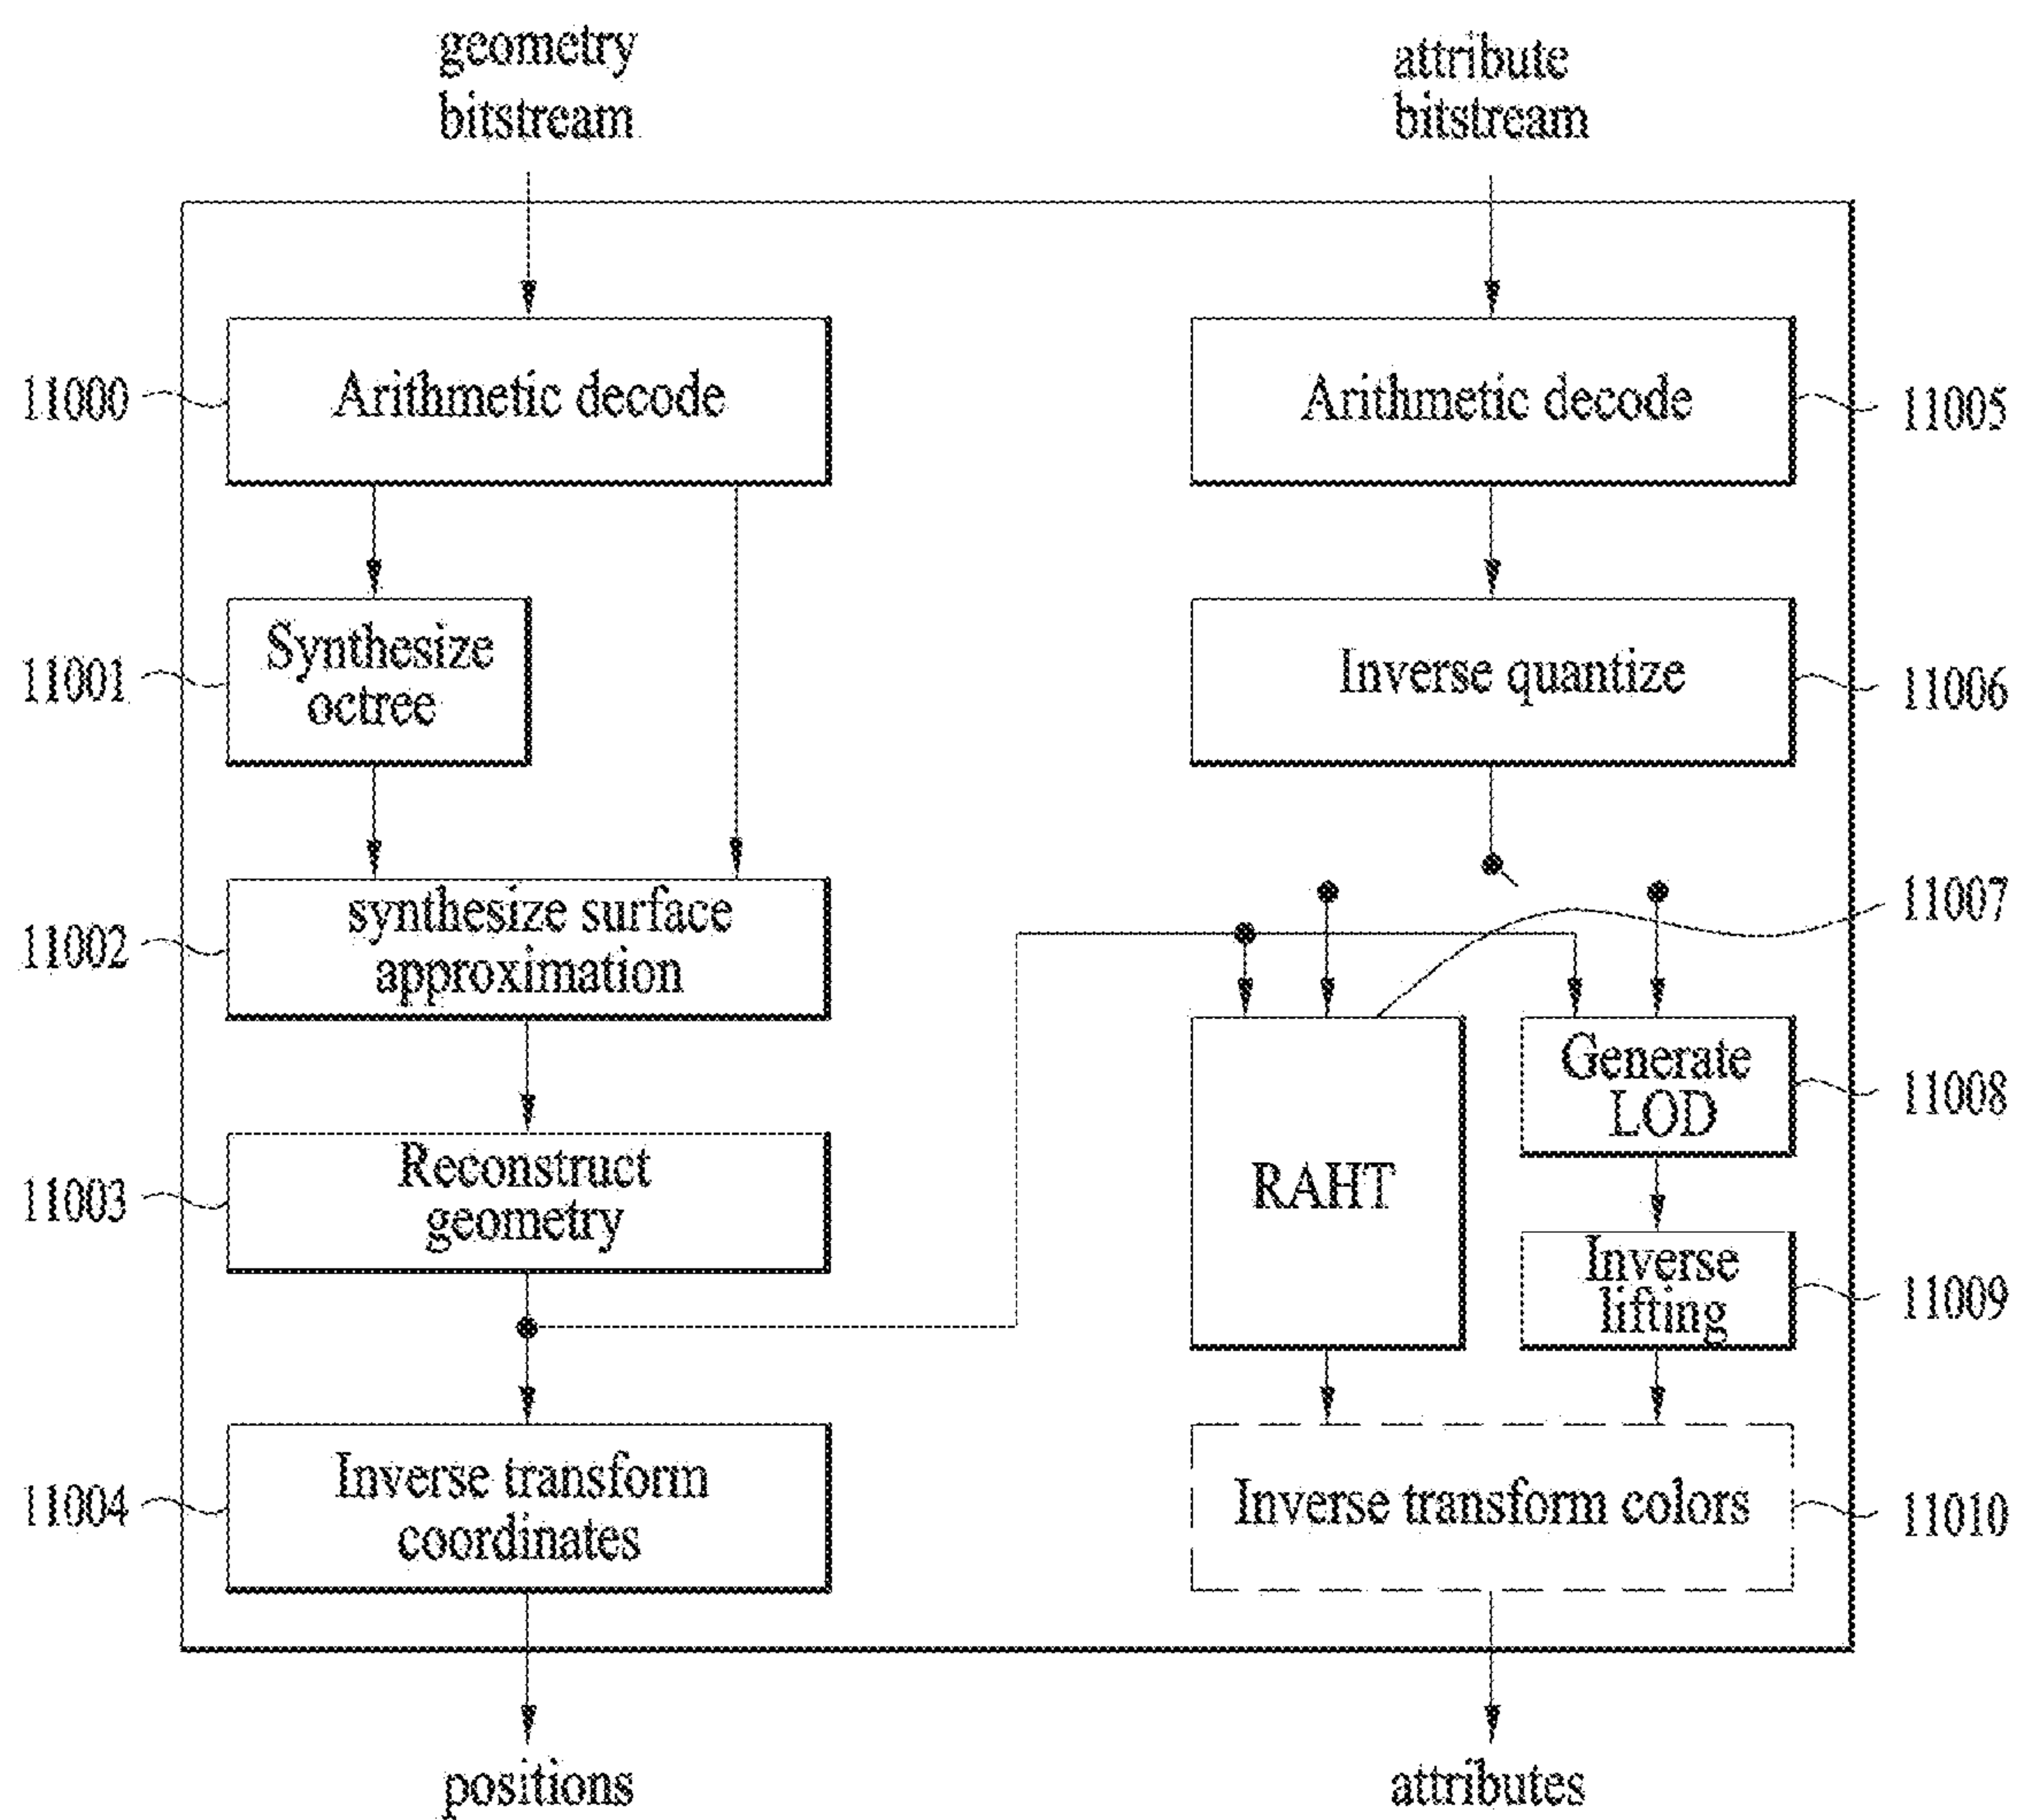 geometry
bitstream
attribute
bitstream
11000
Arithmetic decode
Arithmetic decode
11005
11001
Synthesize
octree
Inverse quantize
11006
11002
synthesize surface
approximation
11007
11003
Reconstruct
geometry
RAHT
Generate
LOD
11008
Inverse
lifting
11009
11004
Inverse transform
coordinates
Inverse transform colors
11010
positions
attributes